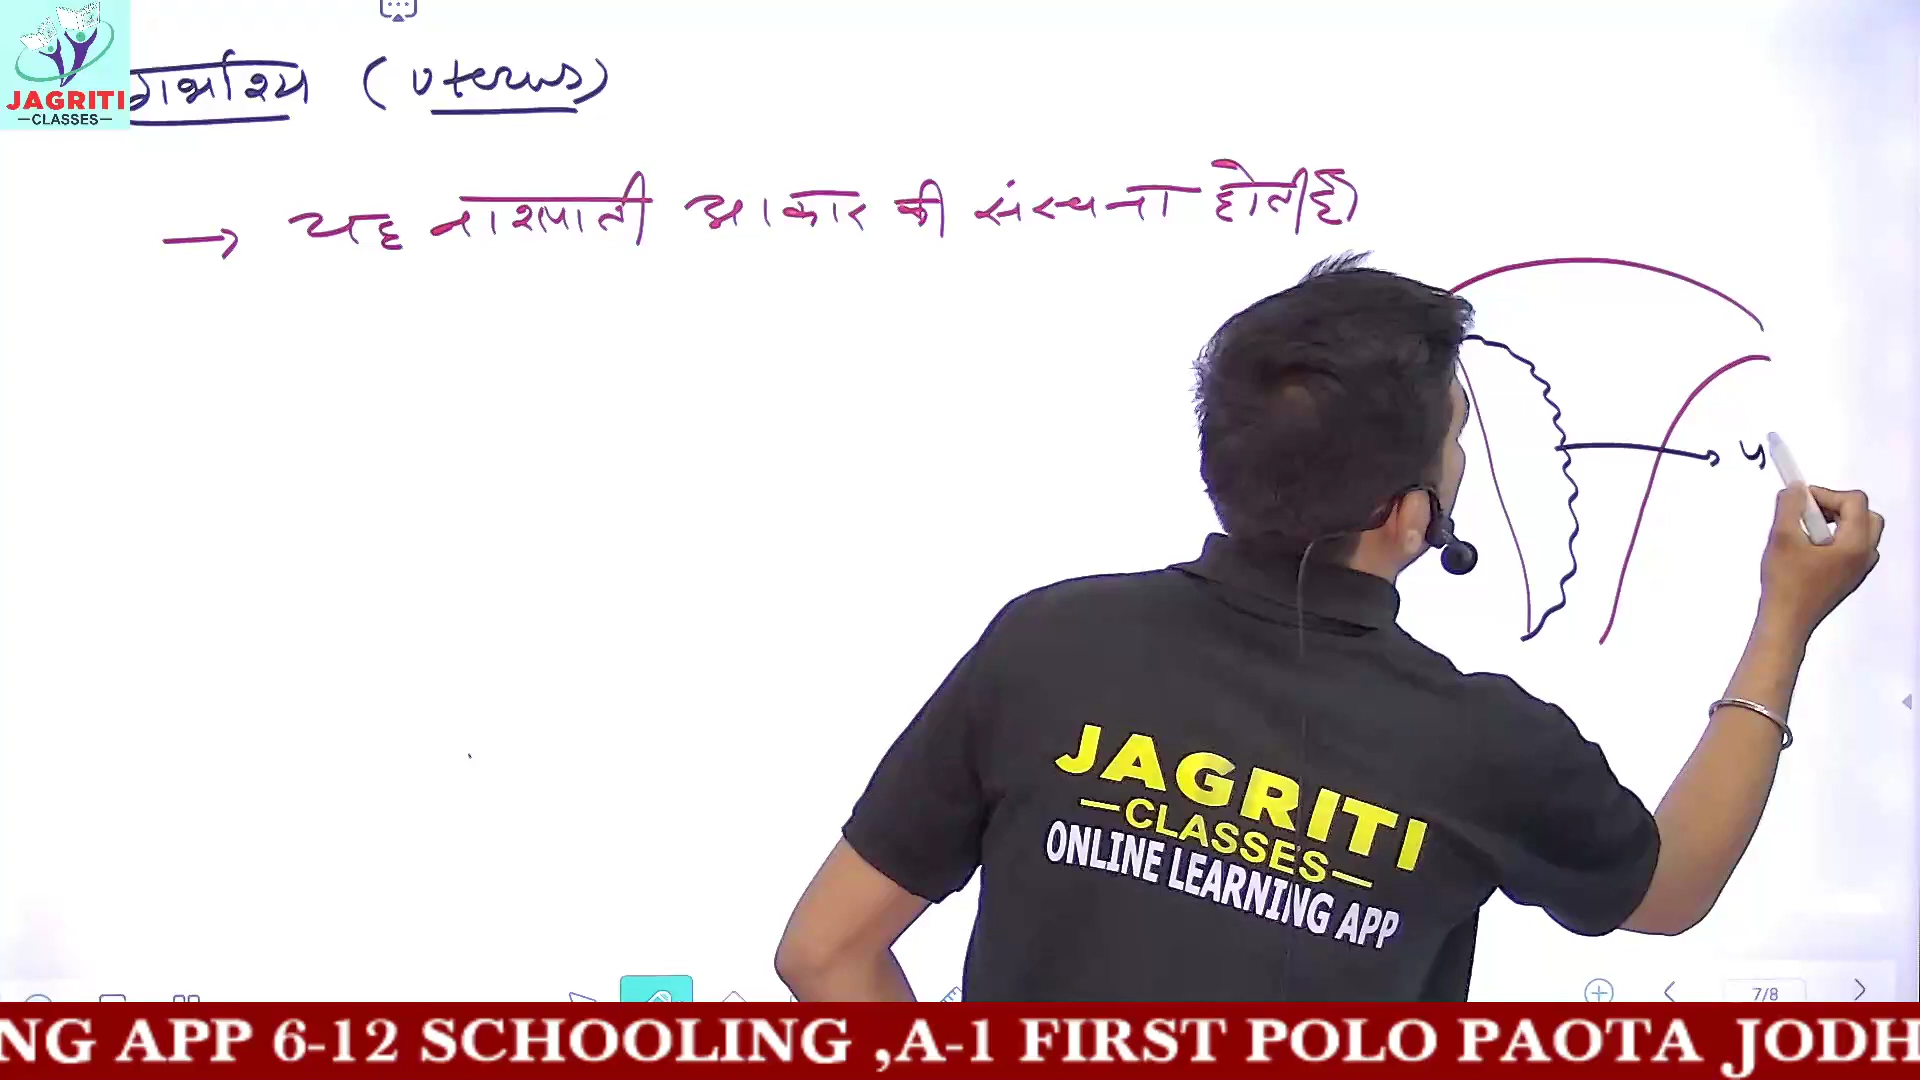 JAGRITI
CLASSES
गर्भाश्य (Uterus)
→ यह नाशपाती आकार की संरचना होती है
JAGRITI
CLASSES
ONLINE LEARNING APP
7/8
NG APP 6-12 SCHOOLING ,A-1 FIRST POLO PAOTA JODH